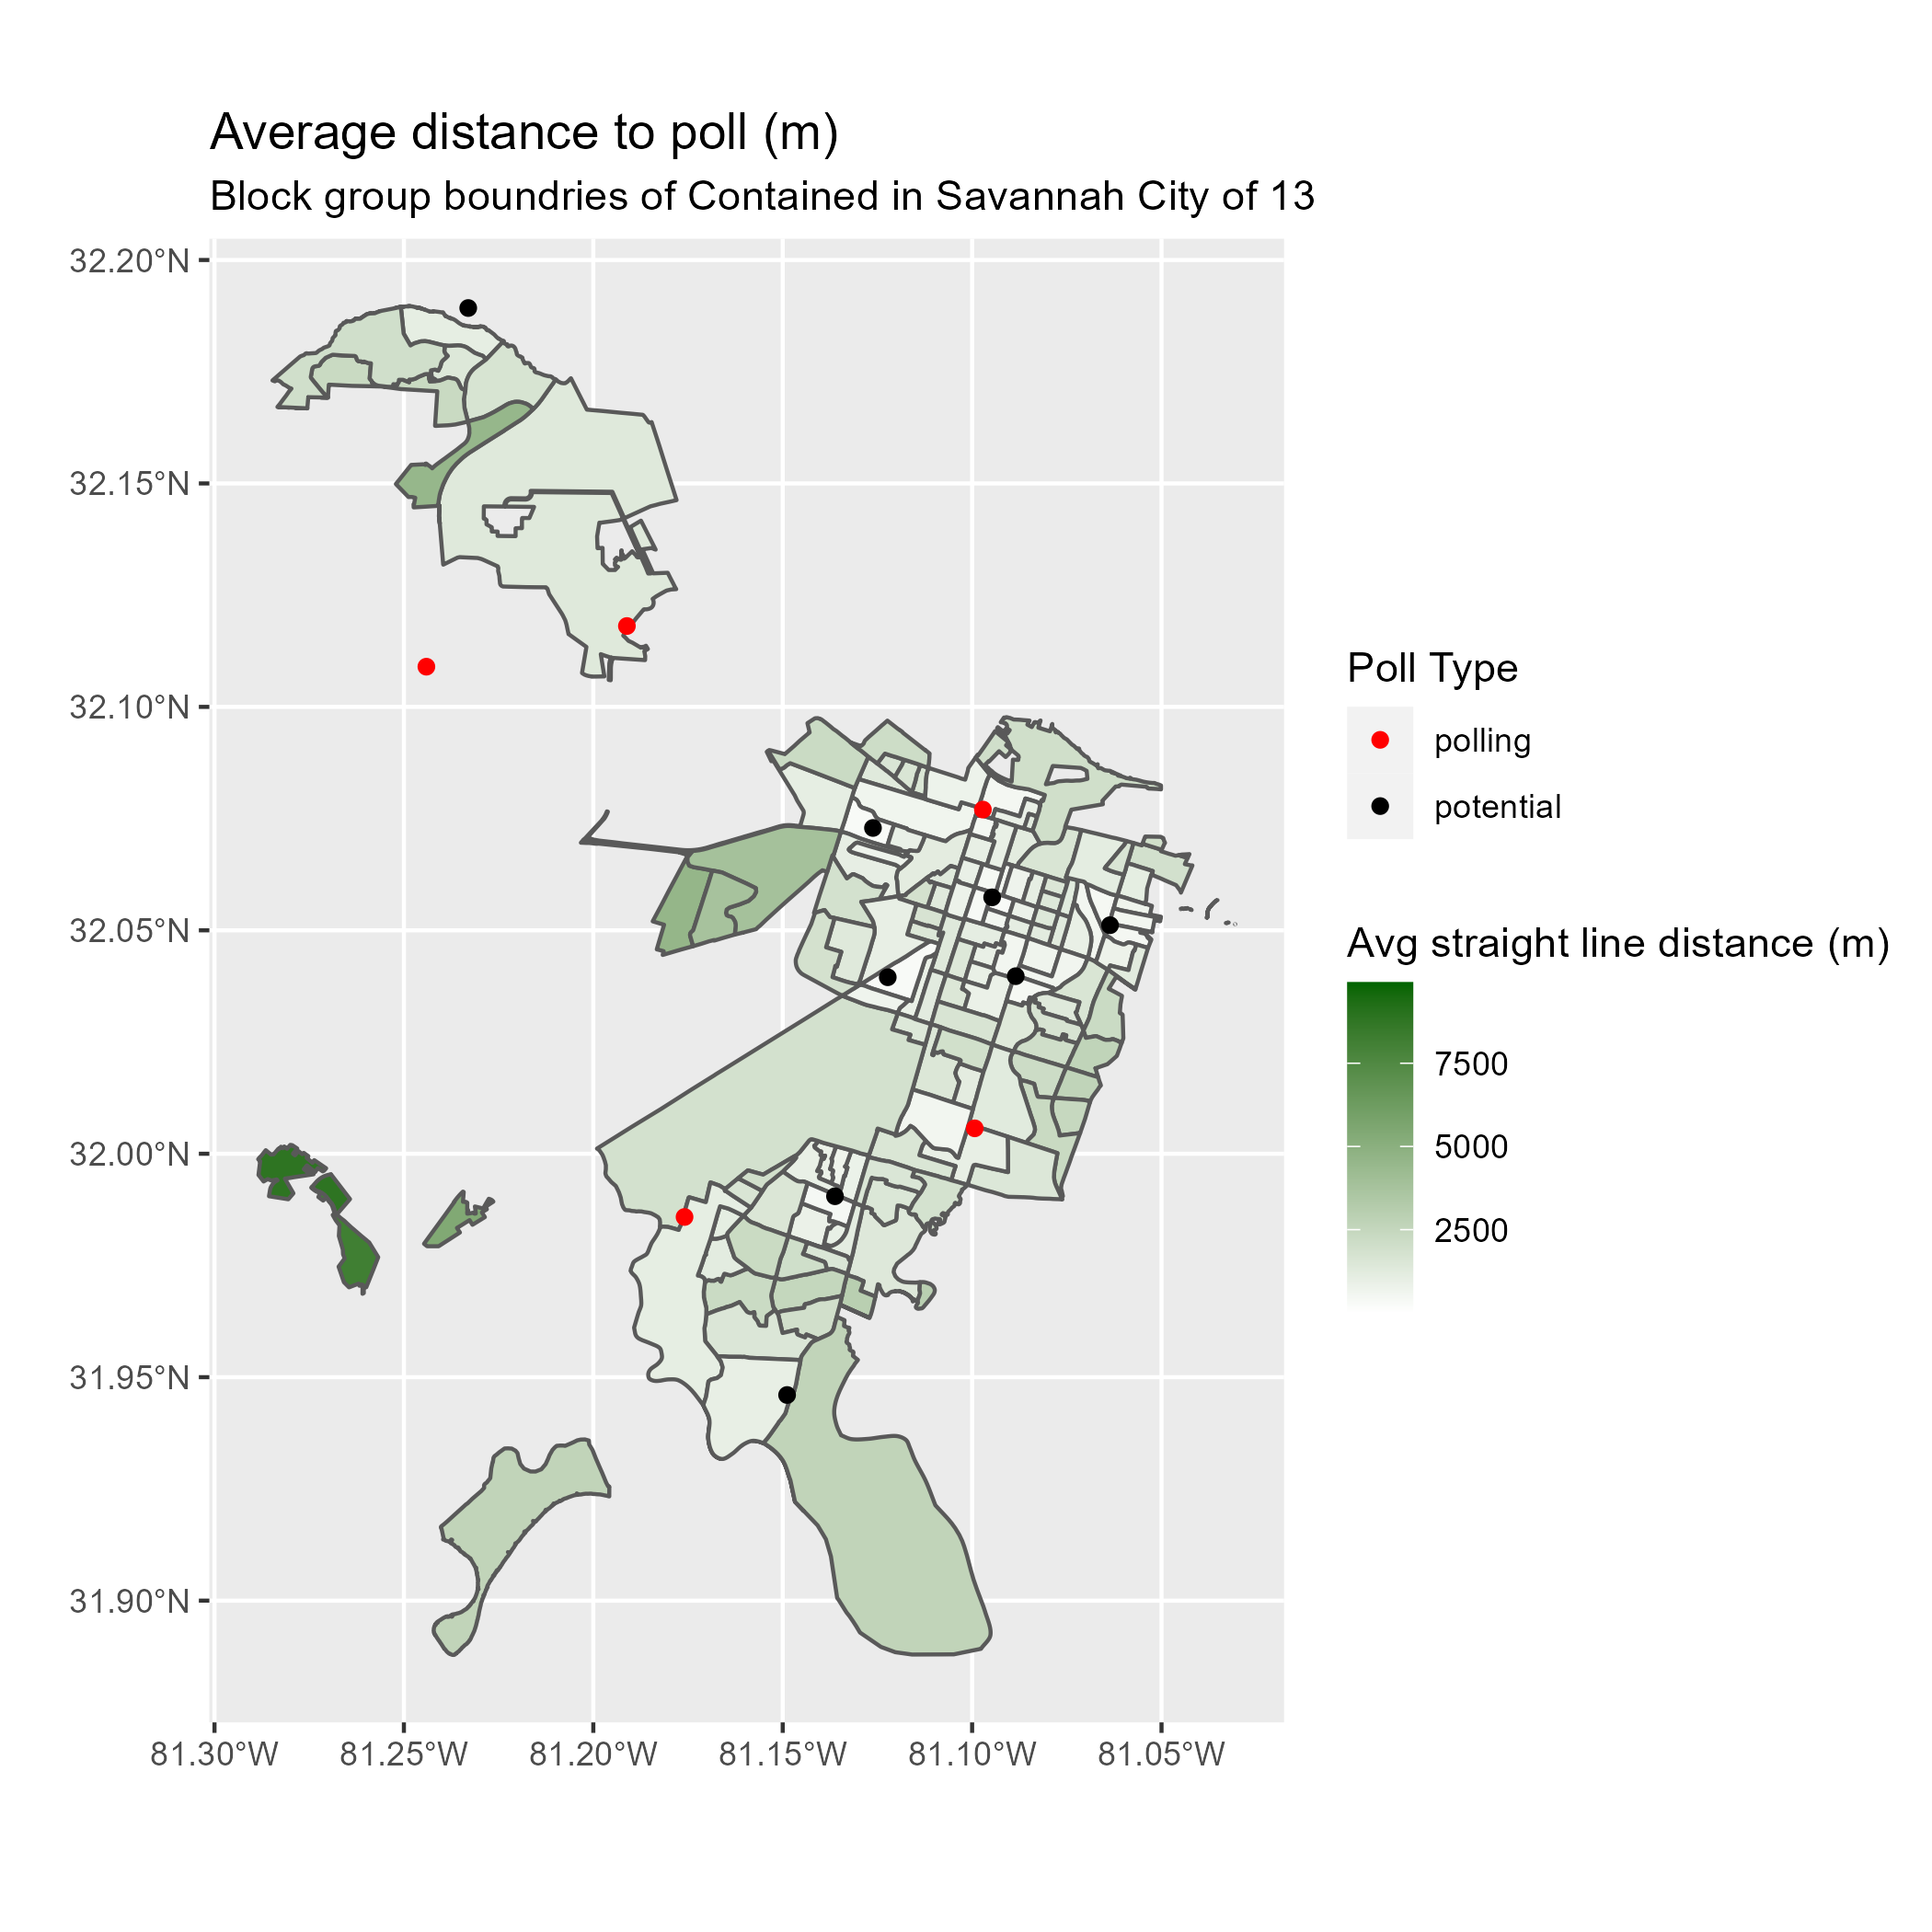 Average distance to poll (m)
Block group boundries of Contained in Savannah City of 13
32.20°N
32.15°N
32.10°N
32.05°N
32.00°N
31.95°N
31.90°N
81.30°W
81.25°W
81.20°W
81.15°W
81.10°W
81.05°W
Poll Type
polling
potential
Avg straight line distance (m)
7500
5000
2500